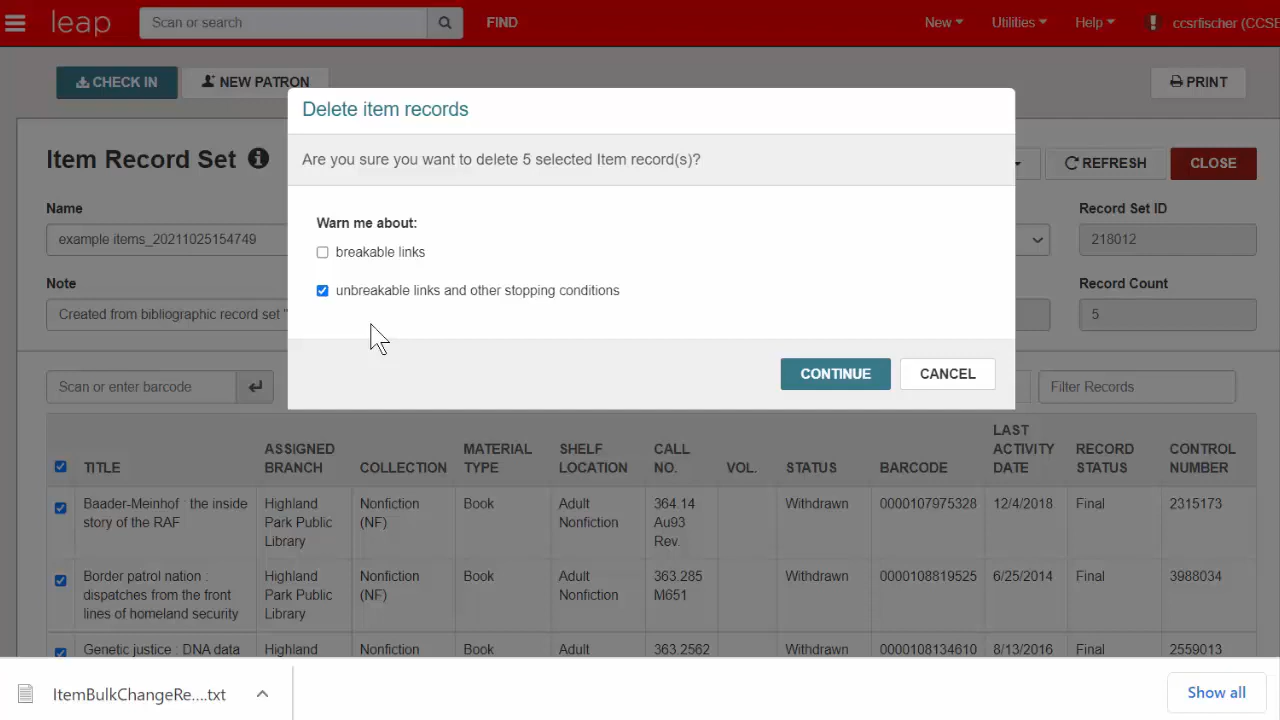 leap
Scan or search
FIND
New
Utilities
Help
ccsrfischer (CCSE
CHECK IN
NEW PATRON
PRINT
Delete item records
Are you sure you want to delete 5 selected Item record(s)?
Item Record Set
REFRESH
CLOSE
Warn me about:
breakable links
unbreakable links and other stopping conditions
CONTINUE
CANCEL
Name
example items_20211025154749
Record Set ID
218012
Note
Created from bibliographic record set "
Record Count
5
Scan or enter barcode
Filter Records
TITLE ASSIGNED BRANCH COLLECTION MATERIAL TYPE SHELF LOCATION CALL NO. VOL. STATUS BARCODE LAST ACTIVITY DATE RECORD STATUS CONTROL NUMBER
Baader-Meinhof : the inside Highland Nonfiction Book Adult 364.14 Withdrawn 0000107975328 12/4/2018 Final 2315173
story of the RAF Park Public (NF) Nonfiction Au93
Library Rev.
Border patrol nation : Highland Nonfiction Book Adult 363.285 Withdrawn 0000108819525 6/25/2014 Final 3988034
dispatches from the front Park Public (NF) Nonfiction M651
lines of homeland security Library
Genetic justice : DNA data Highland Nonfiction Book Adult 363.2562 Withdrawn 0000108134610 8/13/2016 Final 2559013
ItemBulkChangeRe....txt
Show all